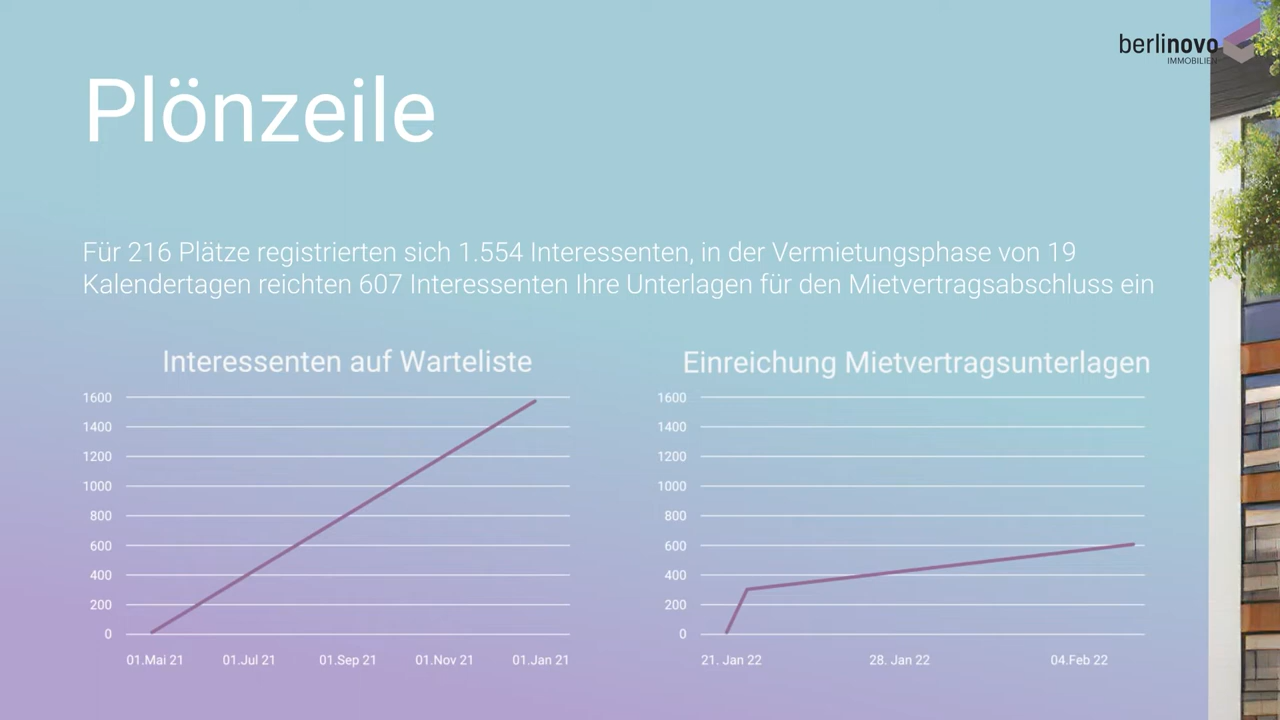 berlinovo
IMMOBILIEN
Plönzeile
Für 216 Plätze registrierten sich 1.554 Interessenten, in der Vermietungsphase von 19
Kalendertagen reichten 607 Interessenten Ihre Unterlagen für den Mietvertragsabschluss ein
Interessenten auf Warteliste
1600
1400
1200
1000
800
600
400
200
0
01.Mai 21 01.Jul 21 01.Sep 21 01.Nov 21 01.Jan 21
Einreichung Mietvertragsunterlagen
1600
1400
1200
1000
800
600
400
200
0
21. Jan 22 28. Jan 22 04.Feb 22